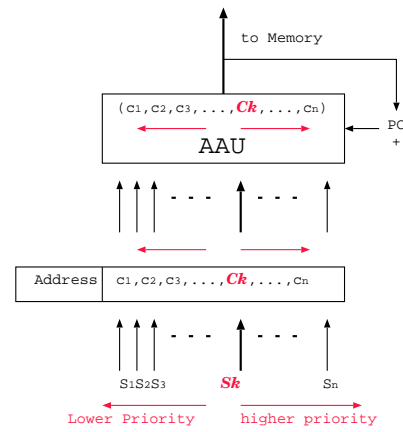 to Memory
(c1,c2,c3,...,Ck,...,cn)
AAU
PC
+
- - - - - -
Address c1,c2,c3,...,Ck,...,cn
- - - - - -
S1S2S3 Sk Sn
Lower Priority higher priority